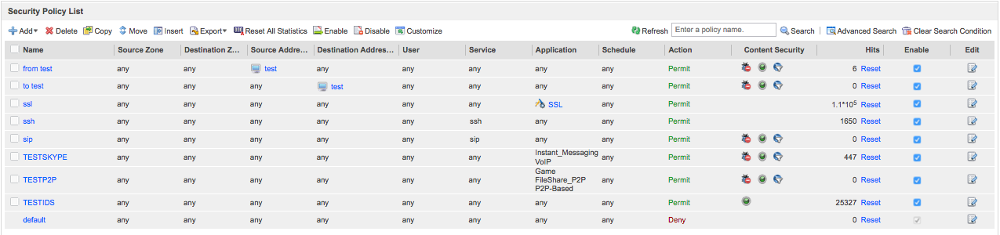 Security Policy List
Add Delete Copy Move Insert Export Reset All Statistics Enable Disable Customize Refresh Enter a policy name. Search Advanced Search Clear Search Condition
Name Source Zone Destination Z... Source Addre... Destination Addres... User Service Application Schedule Action Content Security Hits Enable Edit
from test any any test any any any any any Permit 6 Reset
to test any any any test any any any any Permit 0 Reset
ssl any any any any any any SSL any Permit 1.1*10⁵ Reset
ssh any any any any any ssh any any Permit 1650 Reset
sip any any any any any sip any any Permit 0 Reset
TESTSKYPE any any any any any any Instant_Messaging VoIP any Permit 447 Reset
TESTP2P any any any any any any Game FileShare_P2P P2P-Based any Permit 0 Reset
TESTIDS any any any any any any any any Permit 25327 Reset
default any any any any any any any any Deny 0 Reset